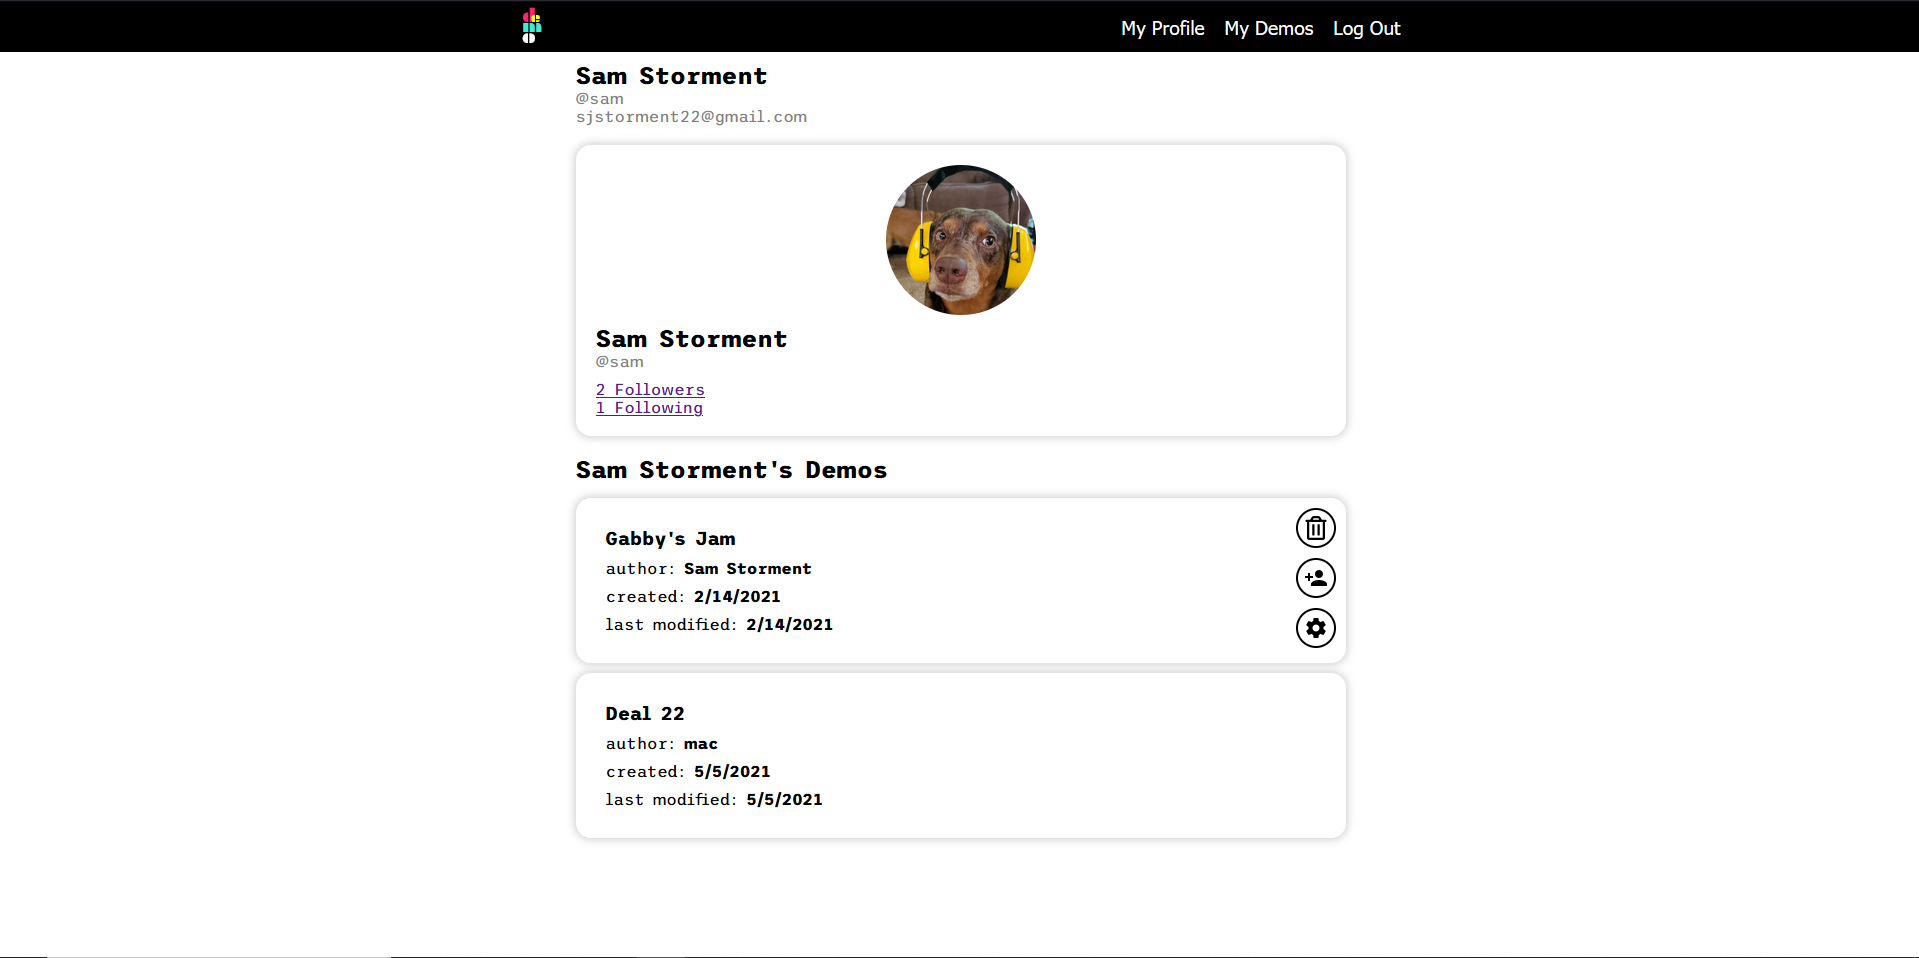 demo
My Profile My Demos Log Out
Sam Storment
@sam
sjstorment22@gmail.com
Sam Storment
@sam
2 Followers
1 Following
Sam Storment's Demos
Gabby's Jam
author: Sam Storment
created: 2/14/2021
last modified: 2/14/2021
Deal 22
author: mac
created: 5/5/2021
last modified: 5/5/2021